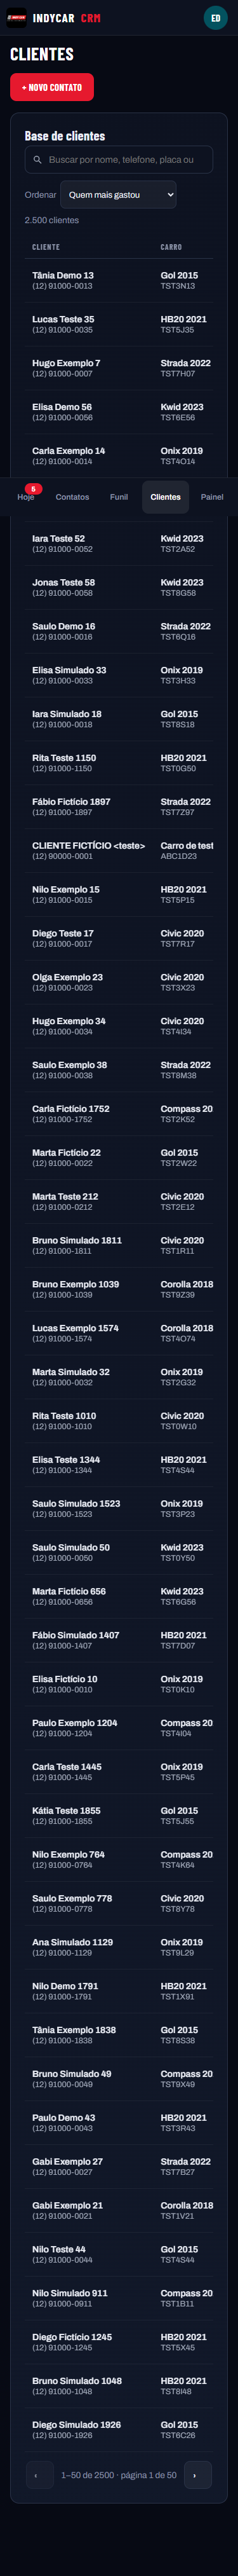 INDYCAR CRM
ED
CLIENTES
+ NOVO CONTATO
Base de clientes
Buscar por nome, telefone, placa ou
Ordenar Quem mais gastou
2.500 clientes
CLIENTE CARRO
Tânia Demo 13 Gol 2015
(12) 91000-0013 TST3N13
Lucas Teste 35 HB20 2021
(12) 91000-0035 TST5J35
Hugo Exemplo 7 Strada 2022
(12) 91000-0007 TST7H07
Elisa Demo 56 Kwid 2023
(12) 91000-0056 TST6E56
Carla Exemplo 14 Onix 2019
(12) 91000-0014 TST4O14
5
Hoje Contatos Funil Clientes Painel
Iara Teste 52 Kwid 2023
(12) 91000-0052 TST2A52
Jonas Teste 58 Kwid 2023
(12) 91000-0058 TST8G58
Saulo Demo 16 Strada 2022
(12) 91000-0016 TST6Q16
Elisa Simulado 33 Onix 2019
(12) 91000-0033 TST3H33
Iara Simulado 18 Gol 2015
(12) 91000-0018 TST8S18
Rita Teste 1150 HB20 2021
(12) 91000-1150 TST0G50
Fábio Fictício 1897 Strada 2022
(12) 91000-1897 TST7Z97
CLIENTE FICTÍCIO <teste> Carro de test
(12) 90000-0001 ABC1D23
Nilo Exemplo 15 HB20 2021
(12) 91000-0015 TST5P15
Diego Teste 17 Civic 2020
(12) 91000-0017 TST7R17
Olga Exemplo 23 Civic 2020
(12) 91000-0023 TST3X23
Hugo Exemplo 34 Civic 2020
(12) 91000-0034 TST4I34
Saulo Exemplo 38 Strada 2022
(12) 91000-0038 TST8M38
Carla Fictício 1752 Compass 20
(12) 91000-1752 TST2K52
Marta Fictício 22 Gol 2015
(12) 91000-0022 TST2W22
Marta Teste 212 Civic 2020
(12) 91000-0212 TST2E12
Bruno Simulado 1811 Civic 2020
(12) 91000-1811 TST1R11
Bruno Exemplo 1039 Corolla 2018
(12) 91000-1039 TST9Z39
Lucas Exemplo 1574 Corolla 2018
(12) 91000-1574 TST4O74
Marta Simulado 32 Onix 2019
(12) 91000-0032 TST2G32
Rita Teste 1010 Civic 2020
(12) 91000-1010 TST0W10
Elisa Teste 1344 HB20 2021
(12) 91000-1344 TST4S44
Saulo Simulado 1523 Onix 2019
(12) 91000-1523 TST3P23
Saulo Simulado 50 Kwid 2023
(12) 91000-0050 TST0Y50
Marta Fictício 656 Kwid 2023
(12) 91000-0656 TST6G56
Fábio Simulado 1407 HB20 2021
(12) 91000-1407 TST7D07
Elisa Fictício 10 Onix 2019
(12) 91000-0010 TST0K10
Paulo Exemplo 1204 Compass 20
(12) 91000-1204 TST4I04
Carla Teste 1445 Onix 2019
(12) 91000-1445 TST5P45
Kátia Teste 1855 Gol 2015
(12) 91000-1855 TST5J55
Nilo Exemplo 764 Compass 20
(12) 91000-0764 TST4K64
Saulo Exemplo 778 Civic 2020
(12) 91000-0778 TST8Y78
Ana Simulado 1129 Onix 2019
(12) 91000-1129 TST9L29
Nilo Demo 1791 HB20 2021
(12) 91000-1791 TST1X91
Tânia Exemplo 1838 Gol 2015
(12) 91000-1838 TST8S38
Bruno Simulado 49 Compass 20
(12) 91000-0049 TST9X49
Paulo Demo 43 HB20 2021
(12) 91000-0043 TST3R43
Gabi Exemplo 27 Strada 2022
(12) 91000-0027 TST7B27
Gabi Exemplo 21 Corolla 2018
(12) 91000-0021 TST1V21
Nilo Teste 44 Gol 2015
(12) 91000-0044 TST4S44
Nilo Simulado 911 Compass 20
(12) 91000-0911 TST1B11
Diego Fictício 1245 HB20 2021
(12) 91000-1245 TST5X45
Bruno Simulado 1048 HB20 2021
(12) 91000-1048 TST8I48
Diego Simulado 1926 Gol 2015
(12) 91000-1926 TST6C26
‹ 1–50 de 2500 · página 1 de 50 ›